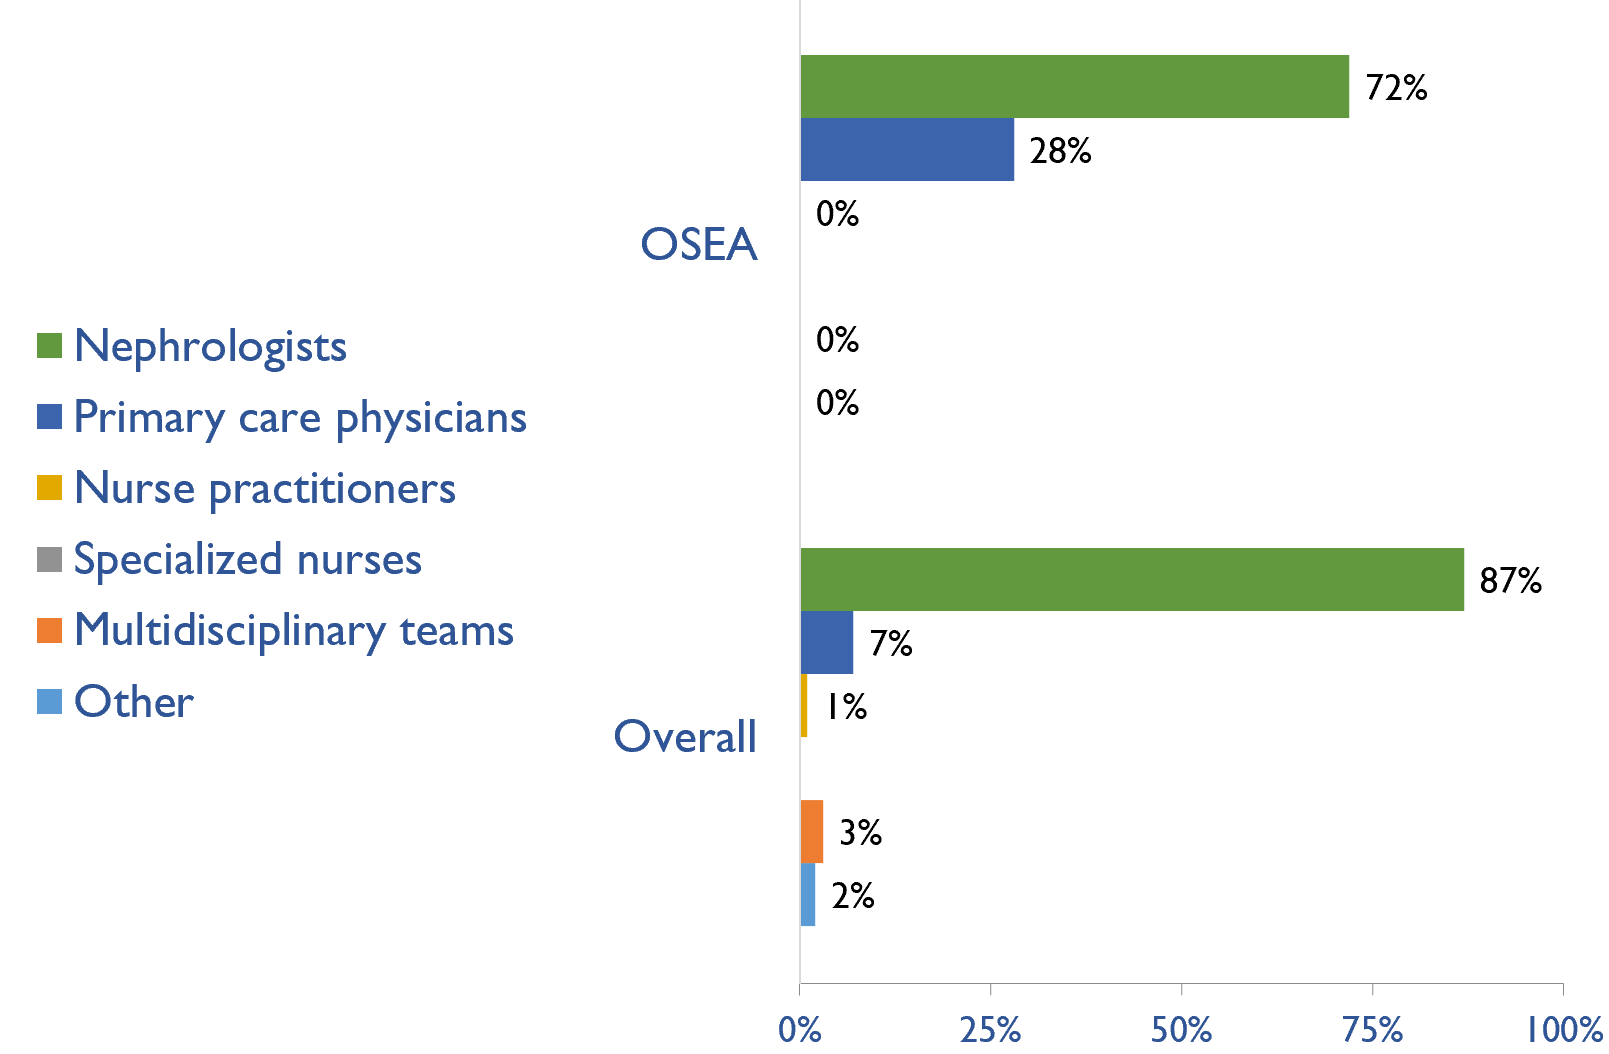 72%
28%
0%
OSEA
0%
0%
Nephrologists
Primary care physicians
Nurse practitioners
Specialized nurses
Multidisciplinary teams
Other
87%
7%
1%
Overall
3%
2%
0% 25% 50% 75% 100%